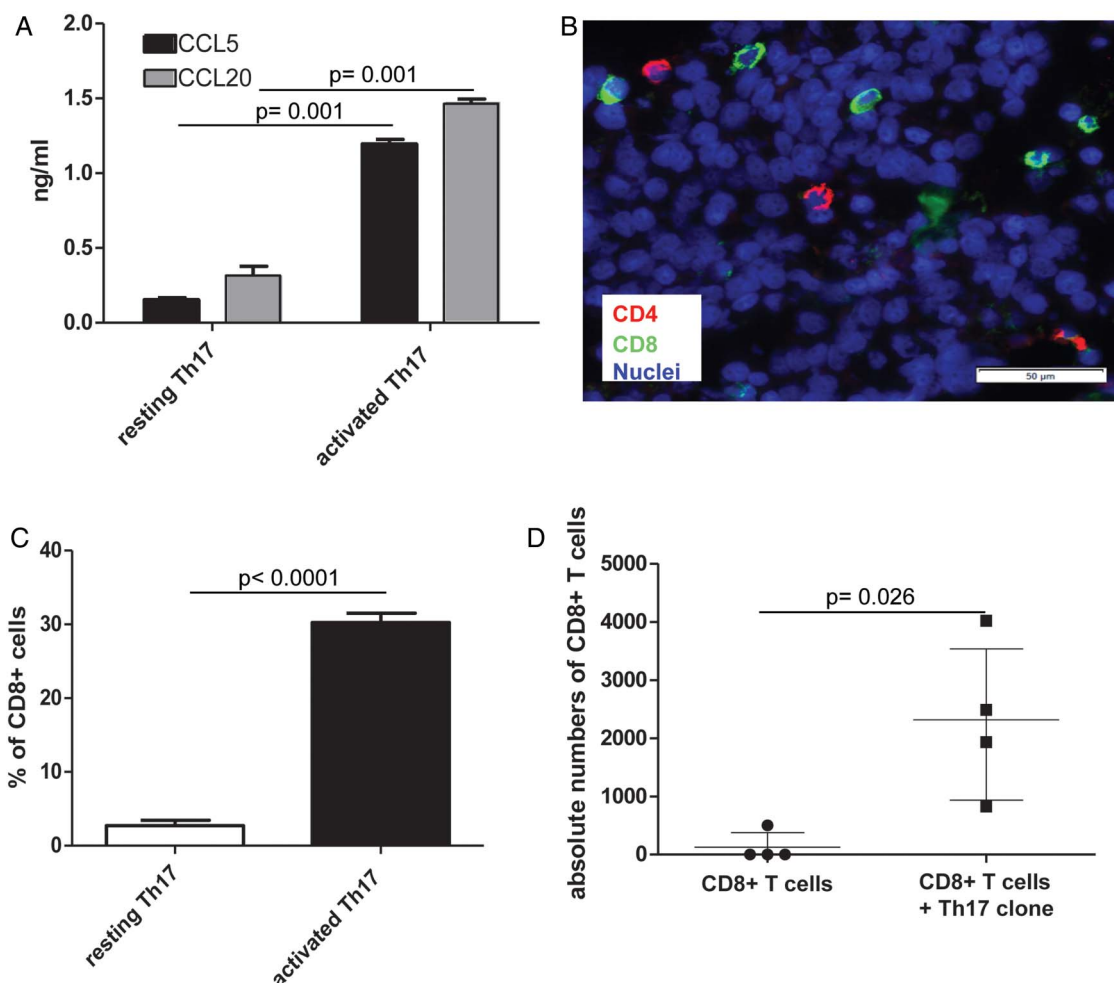 A
2.0
1.5
1.0
0.5
0.0
ng/ml
CCL5
CCL20
p= 0.001
p= 0.001
resting Th17
activated Th17
B
CD4
CD8
Nuclei
50 µm
C
40
30
20
10
0
% of CD8+ cells
p< 0.0001
resting Th17
activated Th17
D
5000
4000
3000
2000
1000
0
absolute numbers of CD8+ T cells
p= 0.026
CD8+ T cells
CD8+ T cells
+ Th17 clone